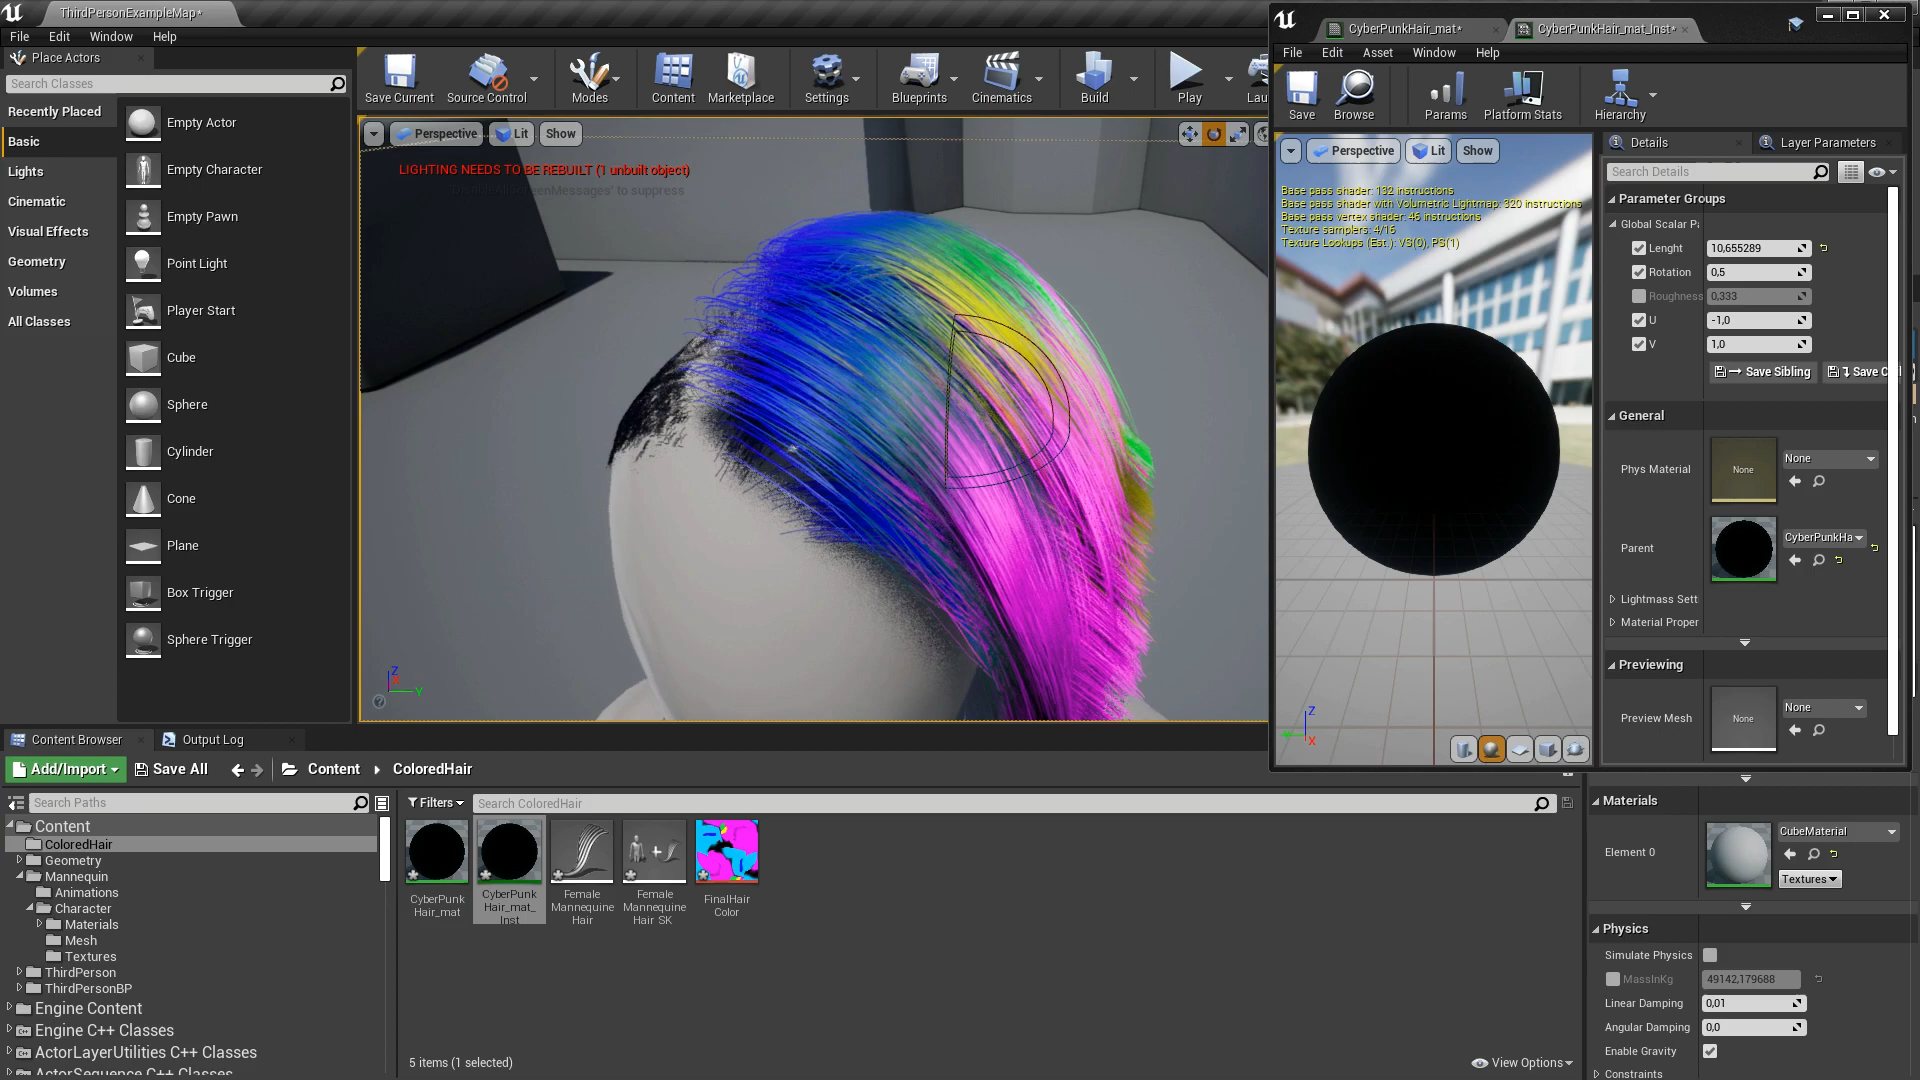 ThirdPersonExampleMap*
File Edit Window Help
Place Actors
Search Classes
Recently Placed
Basic
Lights
Cinematic
Visual Effects
Geometry
Volumes
All Classes
Empty Actor
Empty Character
Empty Pawn
Point Light
Player Start
Cube
Sphere
Cylinder
Cone
Plane
Box Trigger
Sphere Trigger
Save Current
Source Control
Modes
Content
Marketplace
Settings
Blueprints
Cinematics
Build
Play
Lau
Perspective Lit Show
LIGHTING NEEDS TO BE REBUILT (1 unbuilt object)
ScreenMessages' to suppress
Z
X
Y
CyberPunkHair_mat*
CyberPunkHair_mat_Inst*
File Edit Asset Window Help
Save
Browse
Params
Platform Stats
Hierarchy
Perspective Lit Show
Base pass shader: 132 instructions
Base pass shader with Volumetric Lightmap: 320 instructions
Base pass vertex shader: 46 instructions
Texture samplers: 4/16
Texture Lookups (Est.): VS(0), PS(1)
Z
X
Details
Layer Parameters
Search Details
Parameter Groups
Global Scalar Pa
Lenght 10,655289
Rotation 0,5
Roughness 0,333
U -1,0
V 1,0
Save Sibling
Save C
General
Phys Material
None
None
Parent
CyberPunkHa
Lightmass Sett
Material Proper
Previewing
Preview Mesh
None
None
Content Browser
Output Log
Add/Import
Save All
Content
ColoredHair
Search Paths
Content
ColoredHair
Geometry
Mannequin
Animations
Character
Materials
Mesh
Textures
ThirdPerson
ThirdPersonBP
Engine Content
Engine C++ Classes
ActorLayerUtilities C++ Classes
ActorSequence C++ Classes
Filters
Search ColoredHair
CyberPunk
Hair_mat
CyberPunk
Hair_mat_
Inst
Female
Mannequine
Hair
Female
Mannequine
Hair SK
FinalHair
Color
5 items (1 selected)
View Options
Materials
Element 0
CubeMaterial
Textures
Physics
Simulate Physics
MassInKg 49142,179688
Linear Damping 0,01
Angular Damping 0,0
Enable Gravity
Constraints